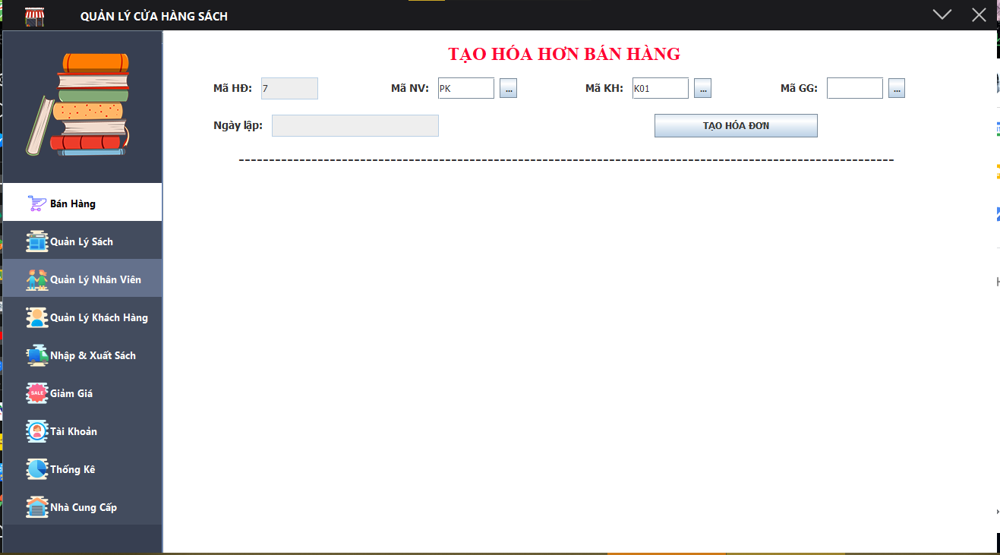 QUẢN LÝ CỬA HÀNG SÁCH
TẠO HÓA HƠN BÁN HÀNG
Mã HĐ: 7 Mã NV: PK ... Mã KH: K01 ... Mã GG: ...
Ngày lập: TẠO HÓA ĐƠN
Bán Hàng
Quản Lý Sách
Quản Lý Nhân Viên
Quản Lý Khách Hàng
Nhập & Xuất Sách
SALE Giảm Giá
Tài Khoản
Thống Kê
Nhà Cung Cấp